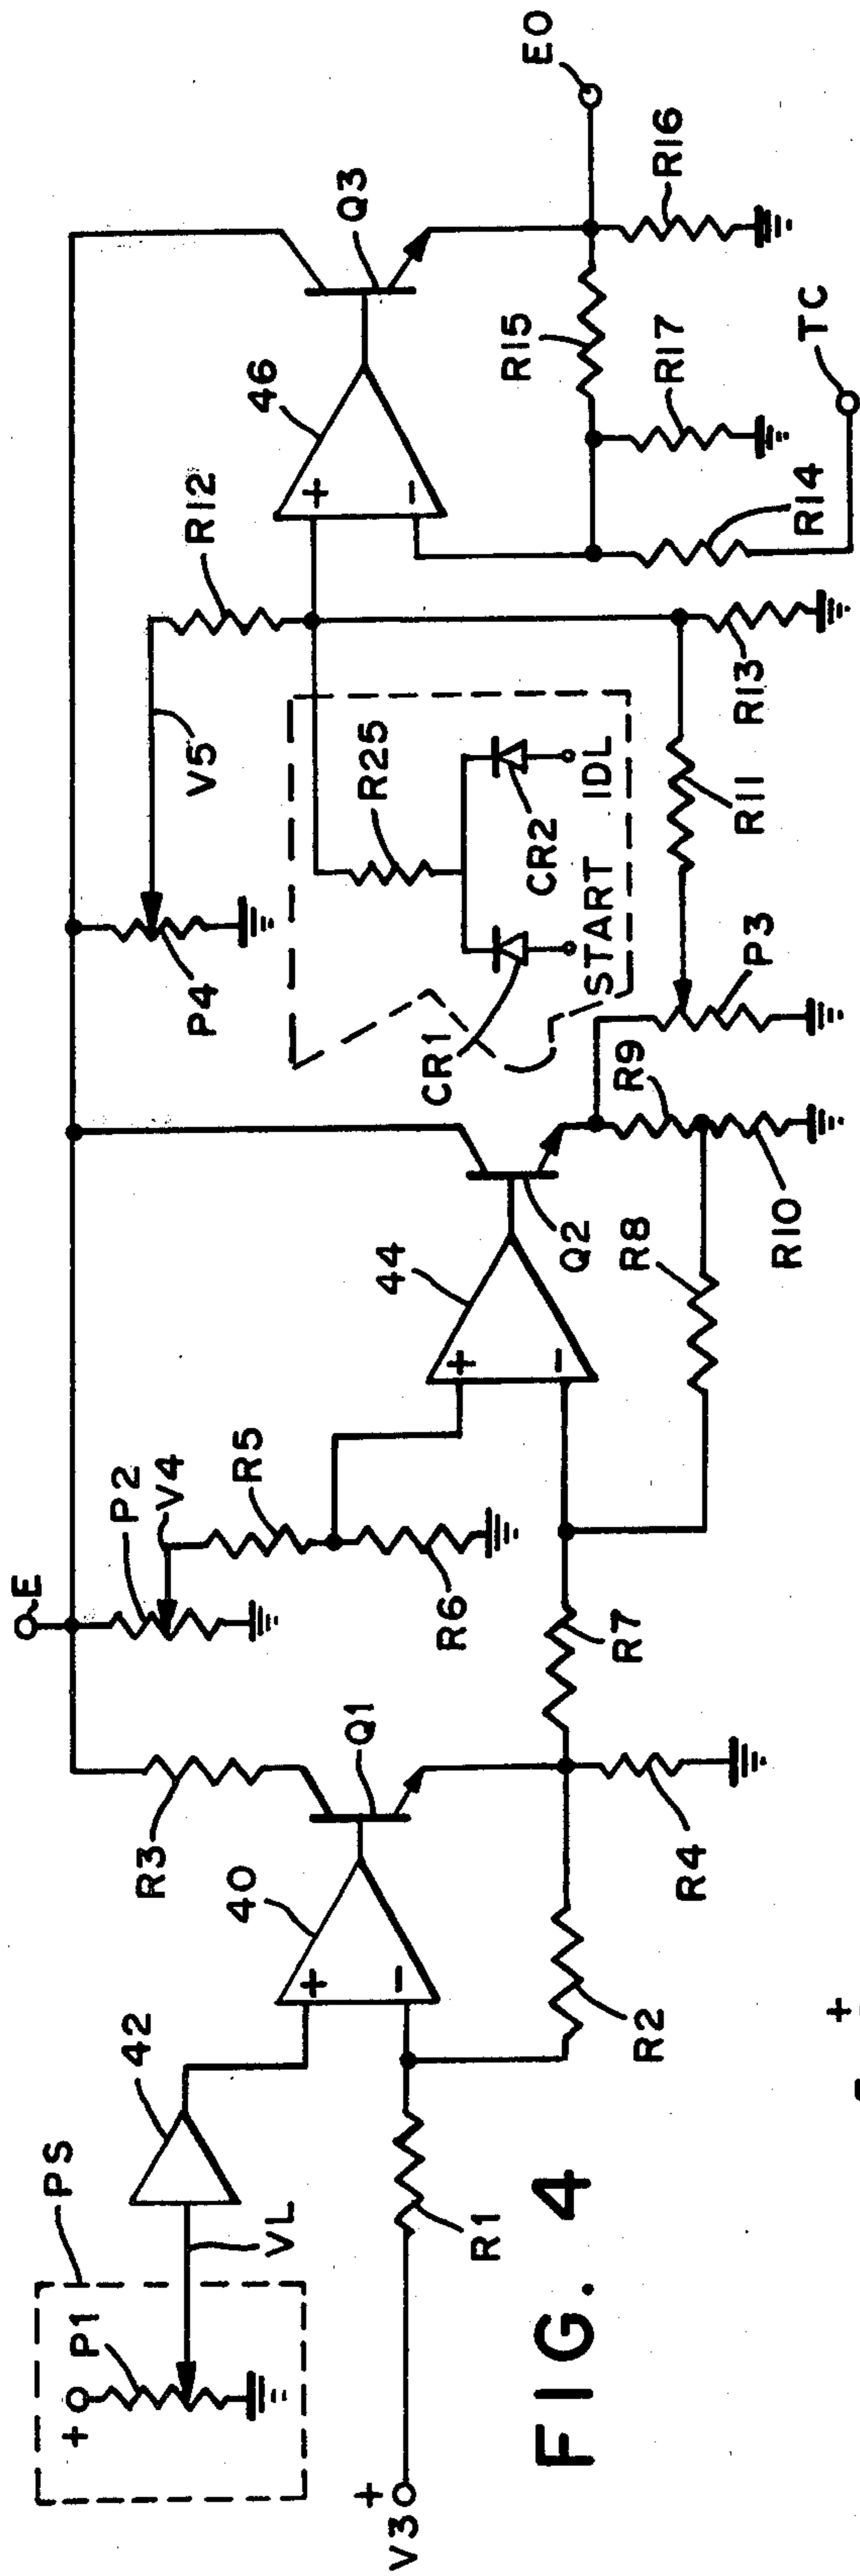 FIG. 4
PS
P1
+
42
VL
V3
+
R1
R2
40
+
-
R3
Q1
R4
R7
E
P2
V4
R5
R6
44
+
-
Q2
R8
R9
R10
P3
R11
R13
P4
V5
R12
R25
CR1
CR2
START
IDL
46
+
-
Q3
R14
R15
R16
R17
TC
EO
+